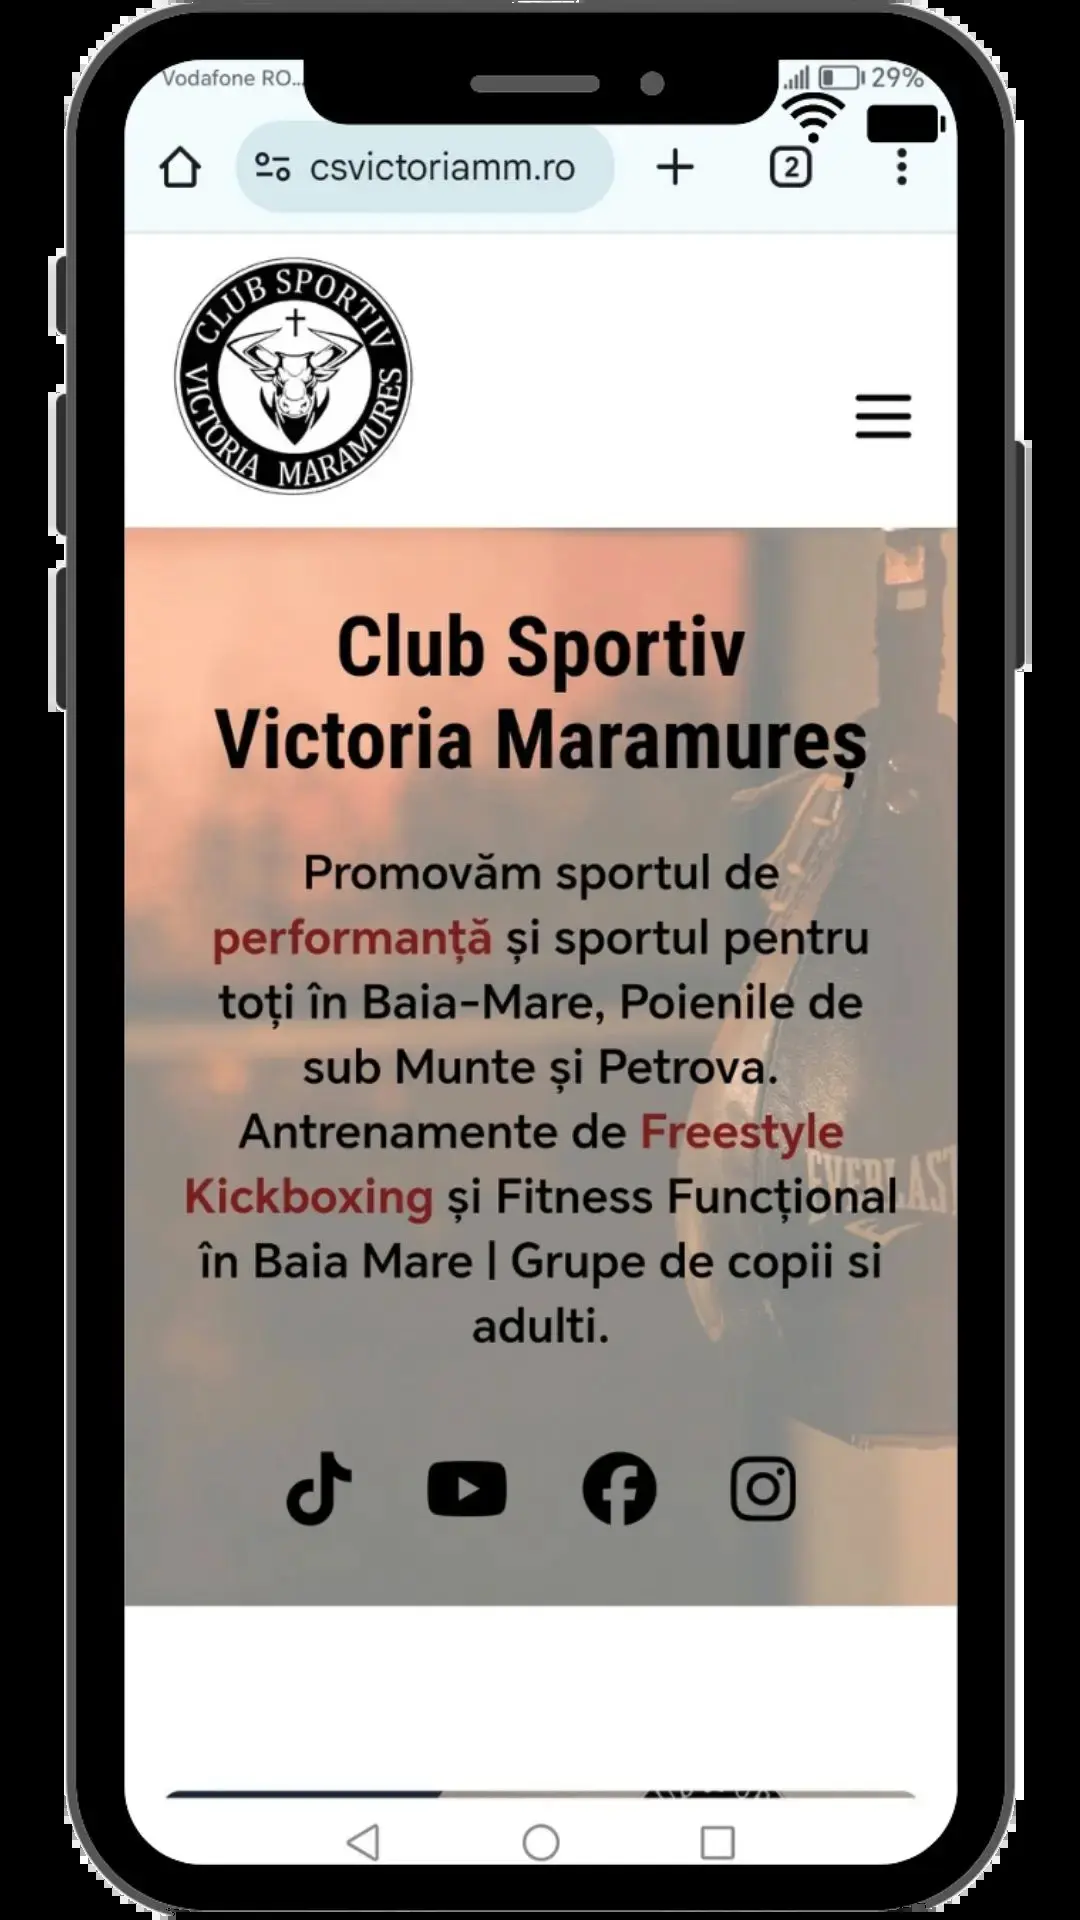 Vodafone RO...
29%
csvictoriamm.ro
2
CLUB SPORTIV
VICTORIA MARAMURES
Club Sportiv
Victoria Maramureș
Promovăm sportul de
performanță și sportul pentru
toți în Baia-Mare, Poienile de
sub Munte și Petrova.
Antrenamente de Freestyle
Kickboxing și Fitness Funcțional
în Baia Mare | Grupe de copii si
adulti.
EVERLAST